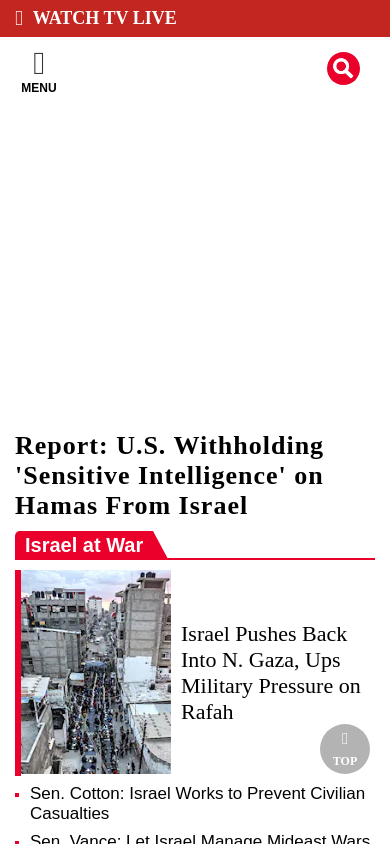 WATCH TV LIVE
MENU
Report: U.S. Withholding
'Sensitive Intelligence' on
Hamas From Israel
Israel at War
Israel Pushes Back
Into N. Gaza, Ups
Military Pressure on
Rafah
TOP
Sen. Cotton: Israel Works to Prevent Civilian
Casualties
Sen. Vance: Let Israel Manage Mideast Wars